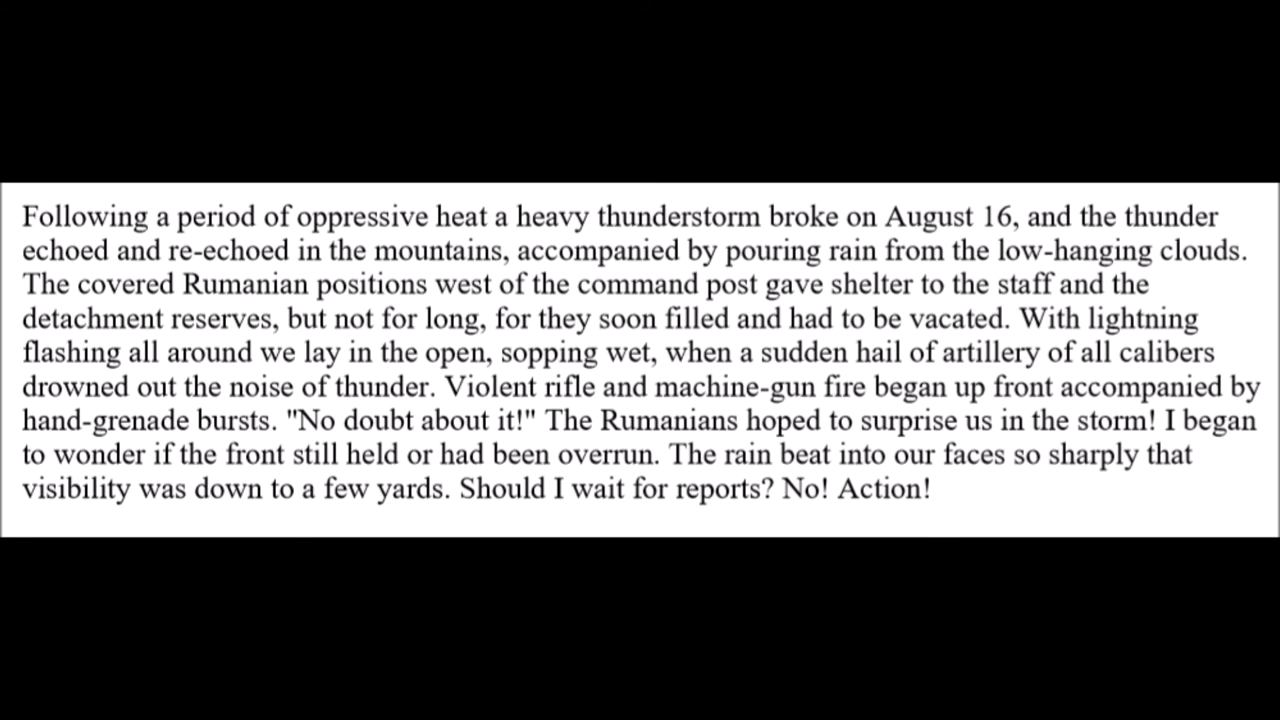 Following a period of oppressive heat a heavy thunderstorm broke on August 16, and the thunder
echoed and re-echoed in the mountains, accompanied by pouring rain from the low-hanging clouds.
The covered Rumanian positions west of the command post gave shelter to the staff and the
detachment reserves, but not for long, for they soon filled and had to be vacated. With lightning
flashing all around we lay in the open, sopping wet, when a sudden hail of artillery of all calibers
drowned out the noise of thunder. Violent rifle and machine-gun fire began up front accompanied by
hand-grenade bursts. "No doubt about it!" The Rumanians hoped to surprise us in the storm! I began
to wonder if the front still held or had been overrun. The rain beat into our faces so sharply that
visibility was down to a few yards. Should I wait for reports? No! Action!